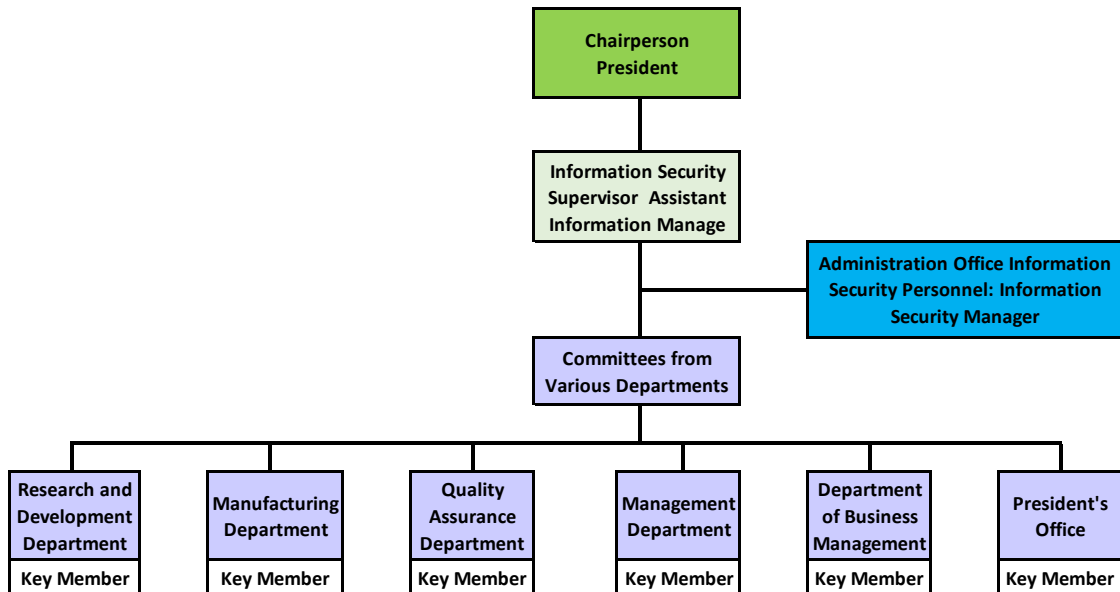 Chairperson
President
Information Security
Supervisor Assistant
Information Manage
Administration Office Information
Security Personnel: Information
Security Manager
Committees from
Various Departments
Research and
Development
Department
Key Member
Manufacturing
Department
Key Member
Quality
Assurance
Department
Key Member
Management
Department
Key Member
Department
of Business
Management
Key Member
President's
Office
Key Member